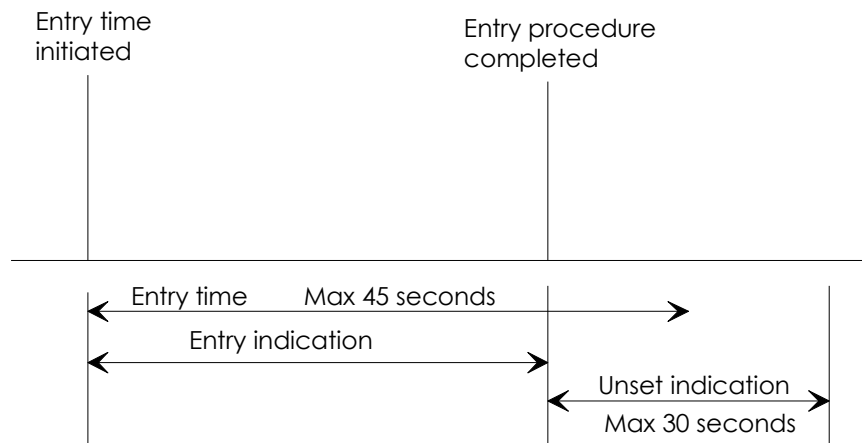 Entry time
initiated
Entry procedure
completed
Entry time Max 45 seconds
Entry indication
Unset indication
Max 30 seconds